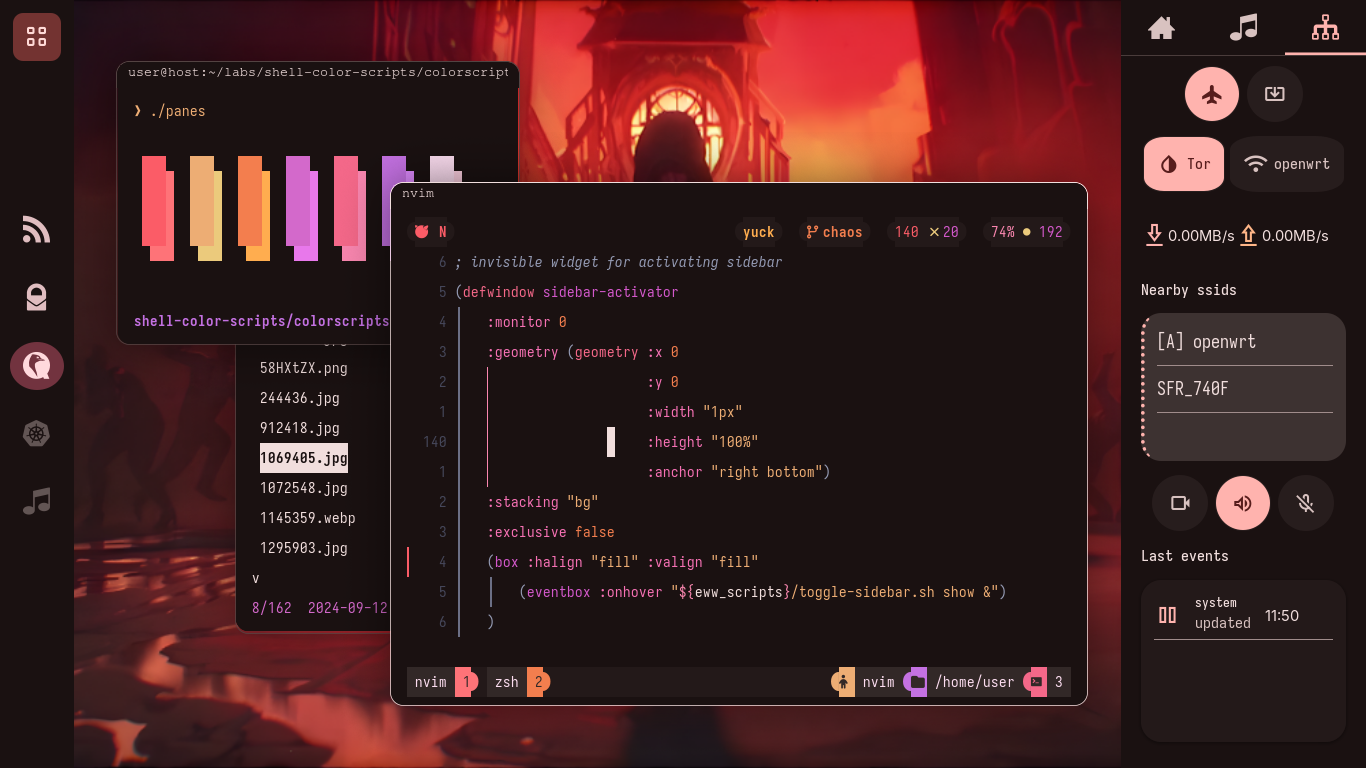 user@host:~/labs/shell-color-scripts/colorscript
❯ ./panes
shell-color-scripts/colorscripts
58HXtZX.png
244436.jpg
912418.jpg
1069405.jpg
1072548.jpg
1145359.webp
1295903.jpg
v
8/162 2024-09-12
nvim
N yuck chaos 140 ×20 74% ● 192
6 ; invisible widget for activating sidebar
5 (defwindow sidebar-activator
4 :monitor 0
3 :geometry (geometry :x 0
2 :y 0
1 :width "1px"
140 :height "100%"
1 :anchor "right bottom")
2 :stacking "bg"
3 :exclusive false
4 (box :halign "fill" :valign "fill"
5 (eventbox :onhover "${eww_scripts}/toggle-sidebar.sh show &")
6 )
nvim 1 zsh 2 nvim /home/user 3
Tor openwrt
0.00MB/s 0.00MB/s
Nearby ssids
[A] openwrt
SFR_740F
Last events
system
updated 11:50